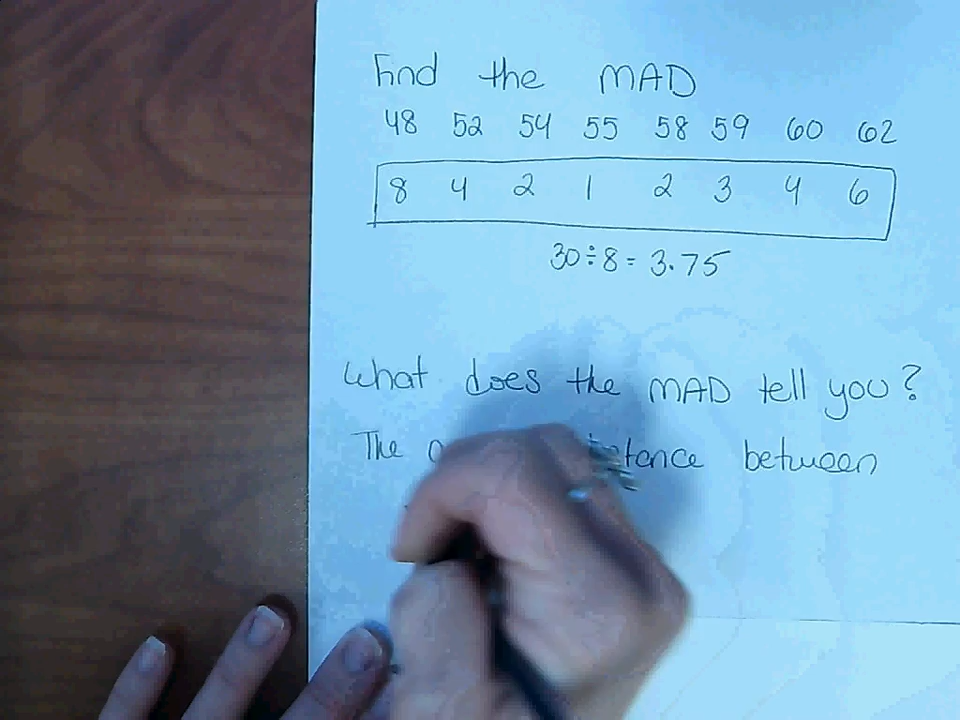 Find the MAD
48 52 54 55 58 59 60 62
8 4 2 1 2 3 4 6
30÷8= 3.75
What does the MAD tell you?
The between